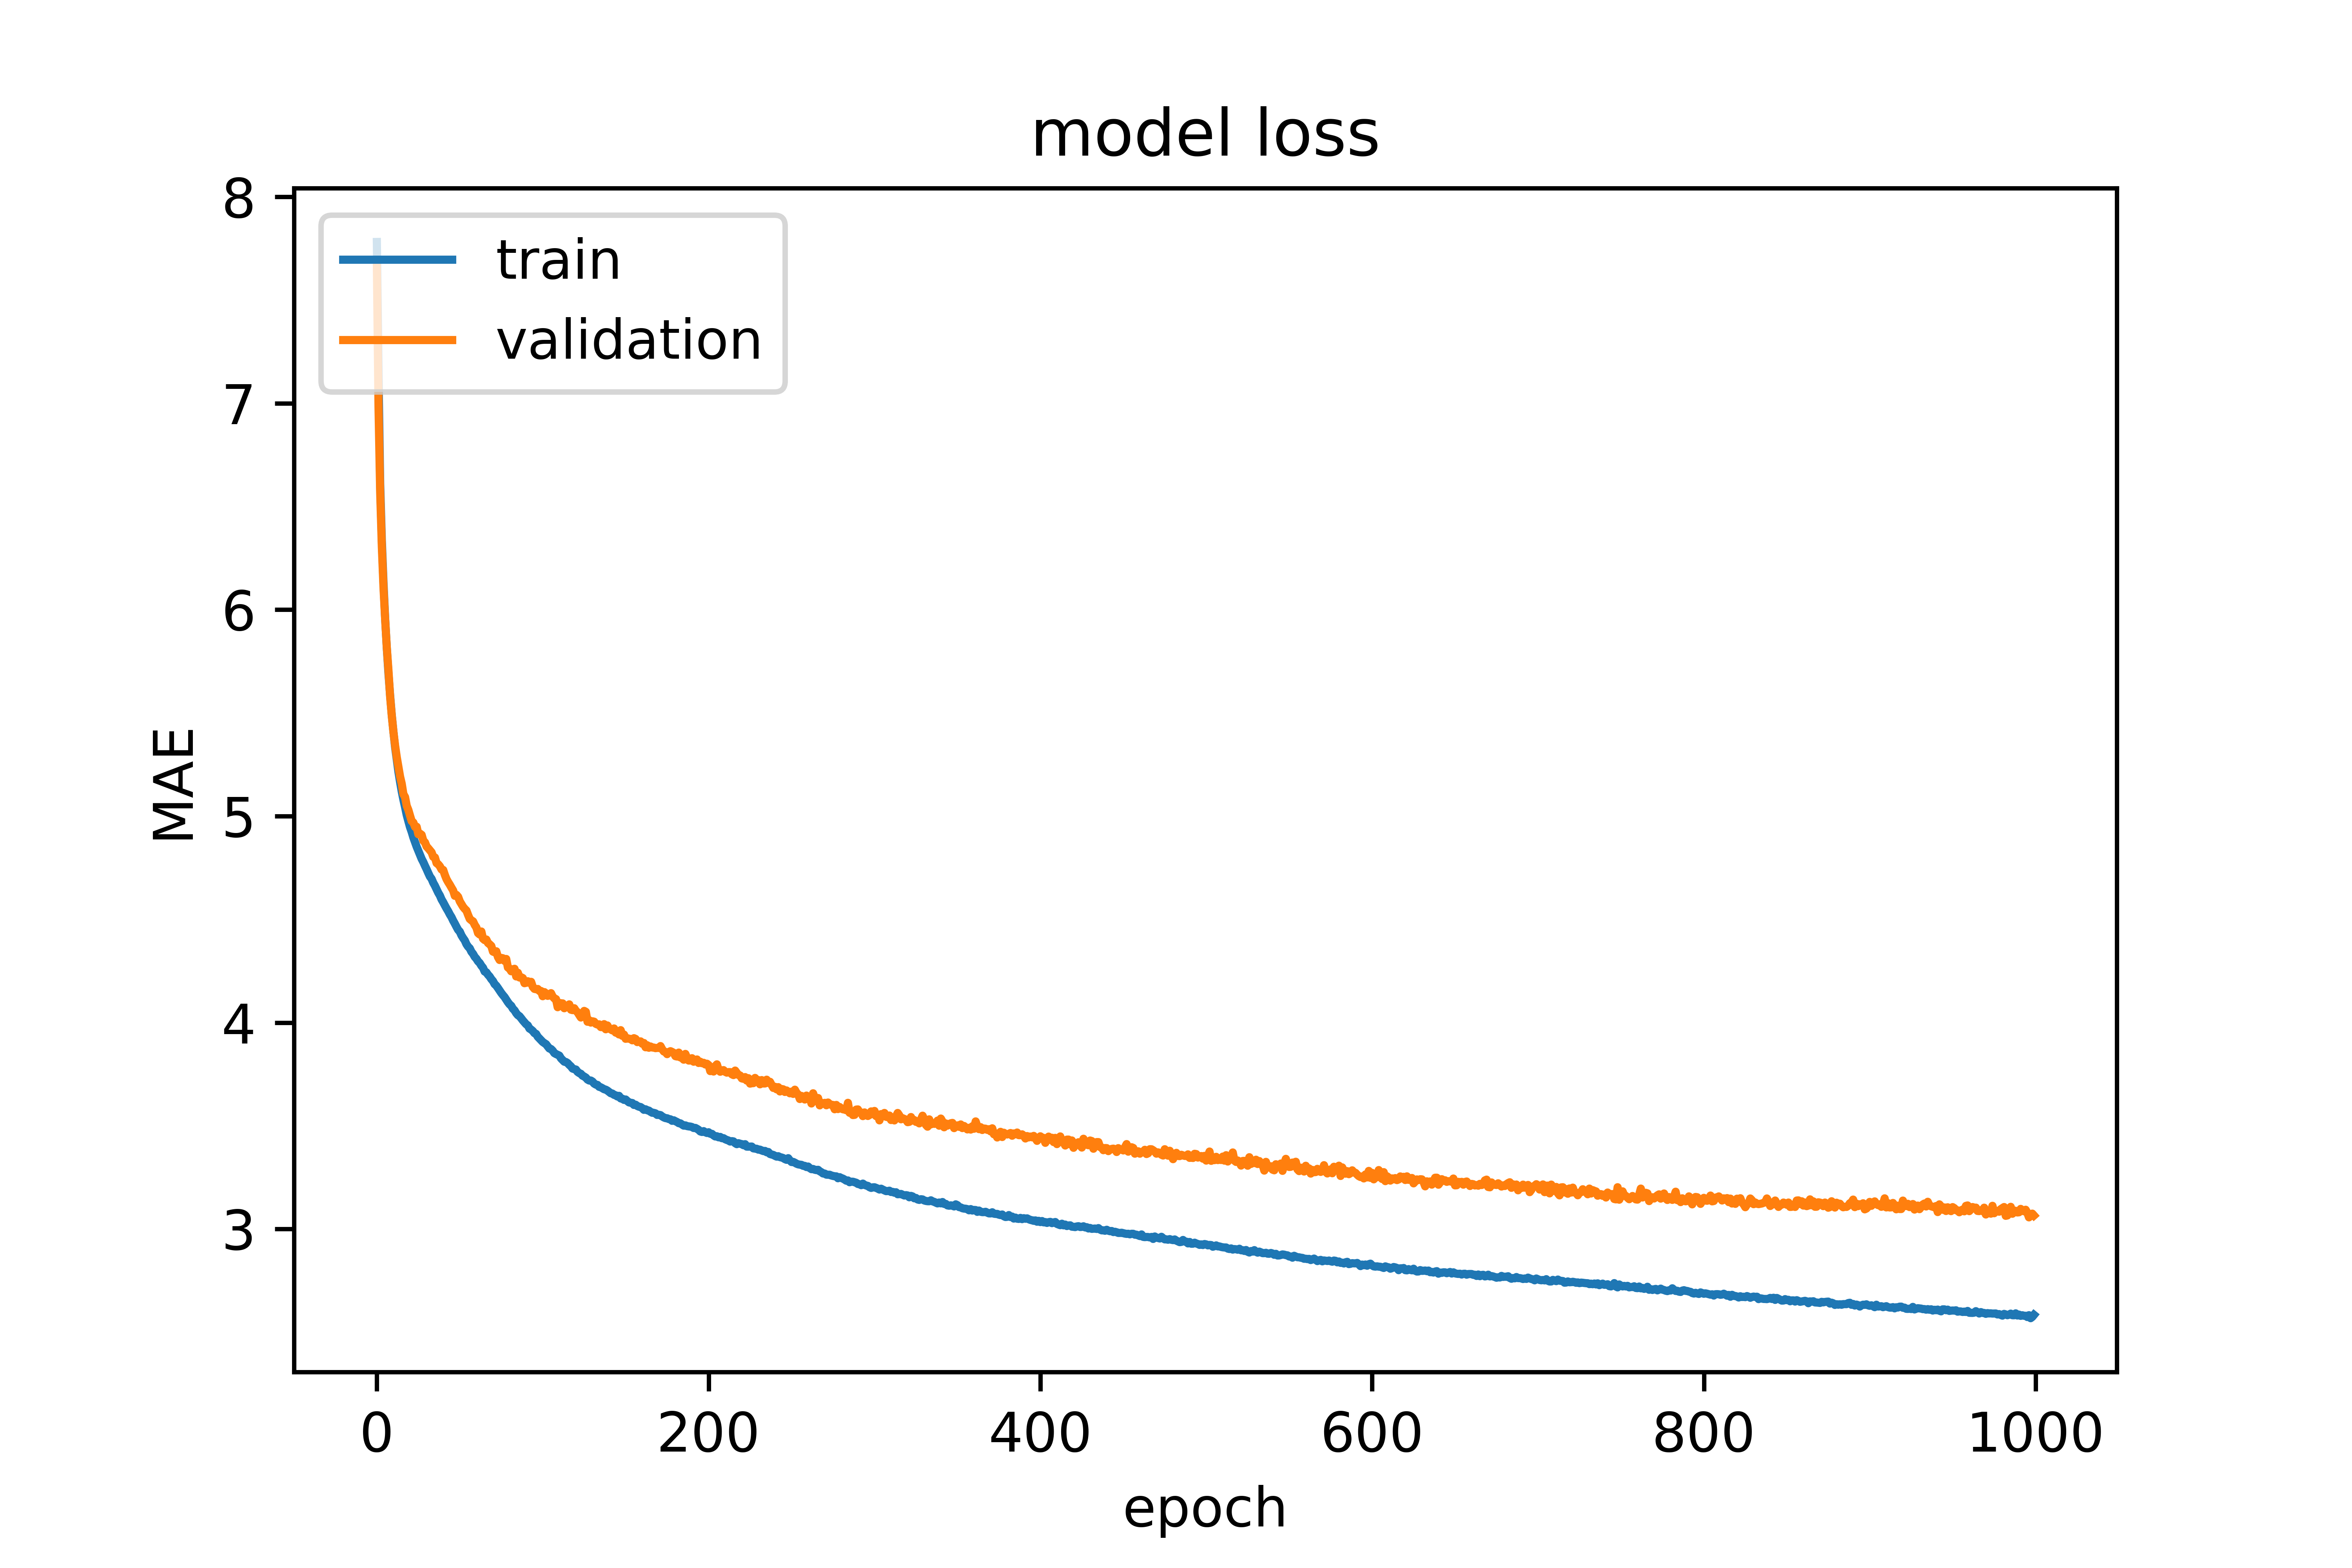 model loss
train
validation
MAE
8
7
6
5
4
3
0 200 400 600 800 1000
epoch